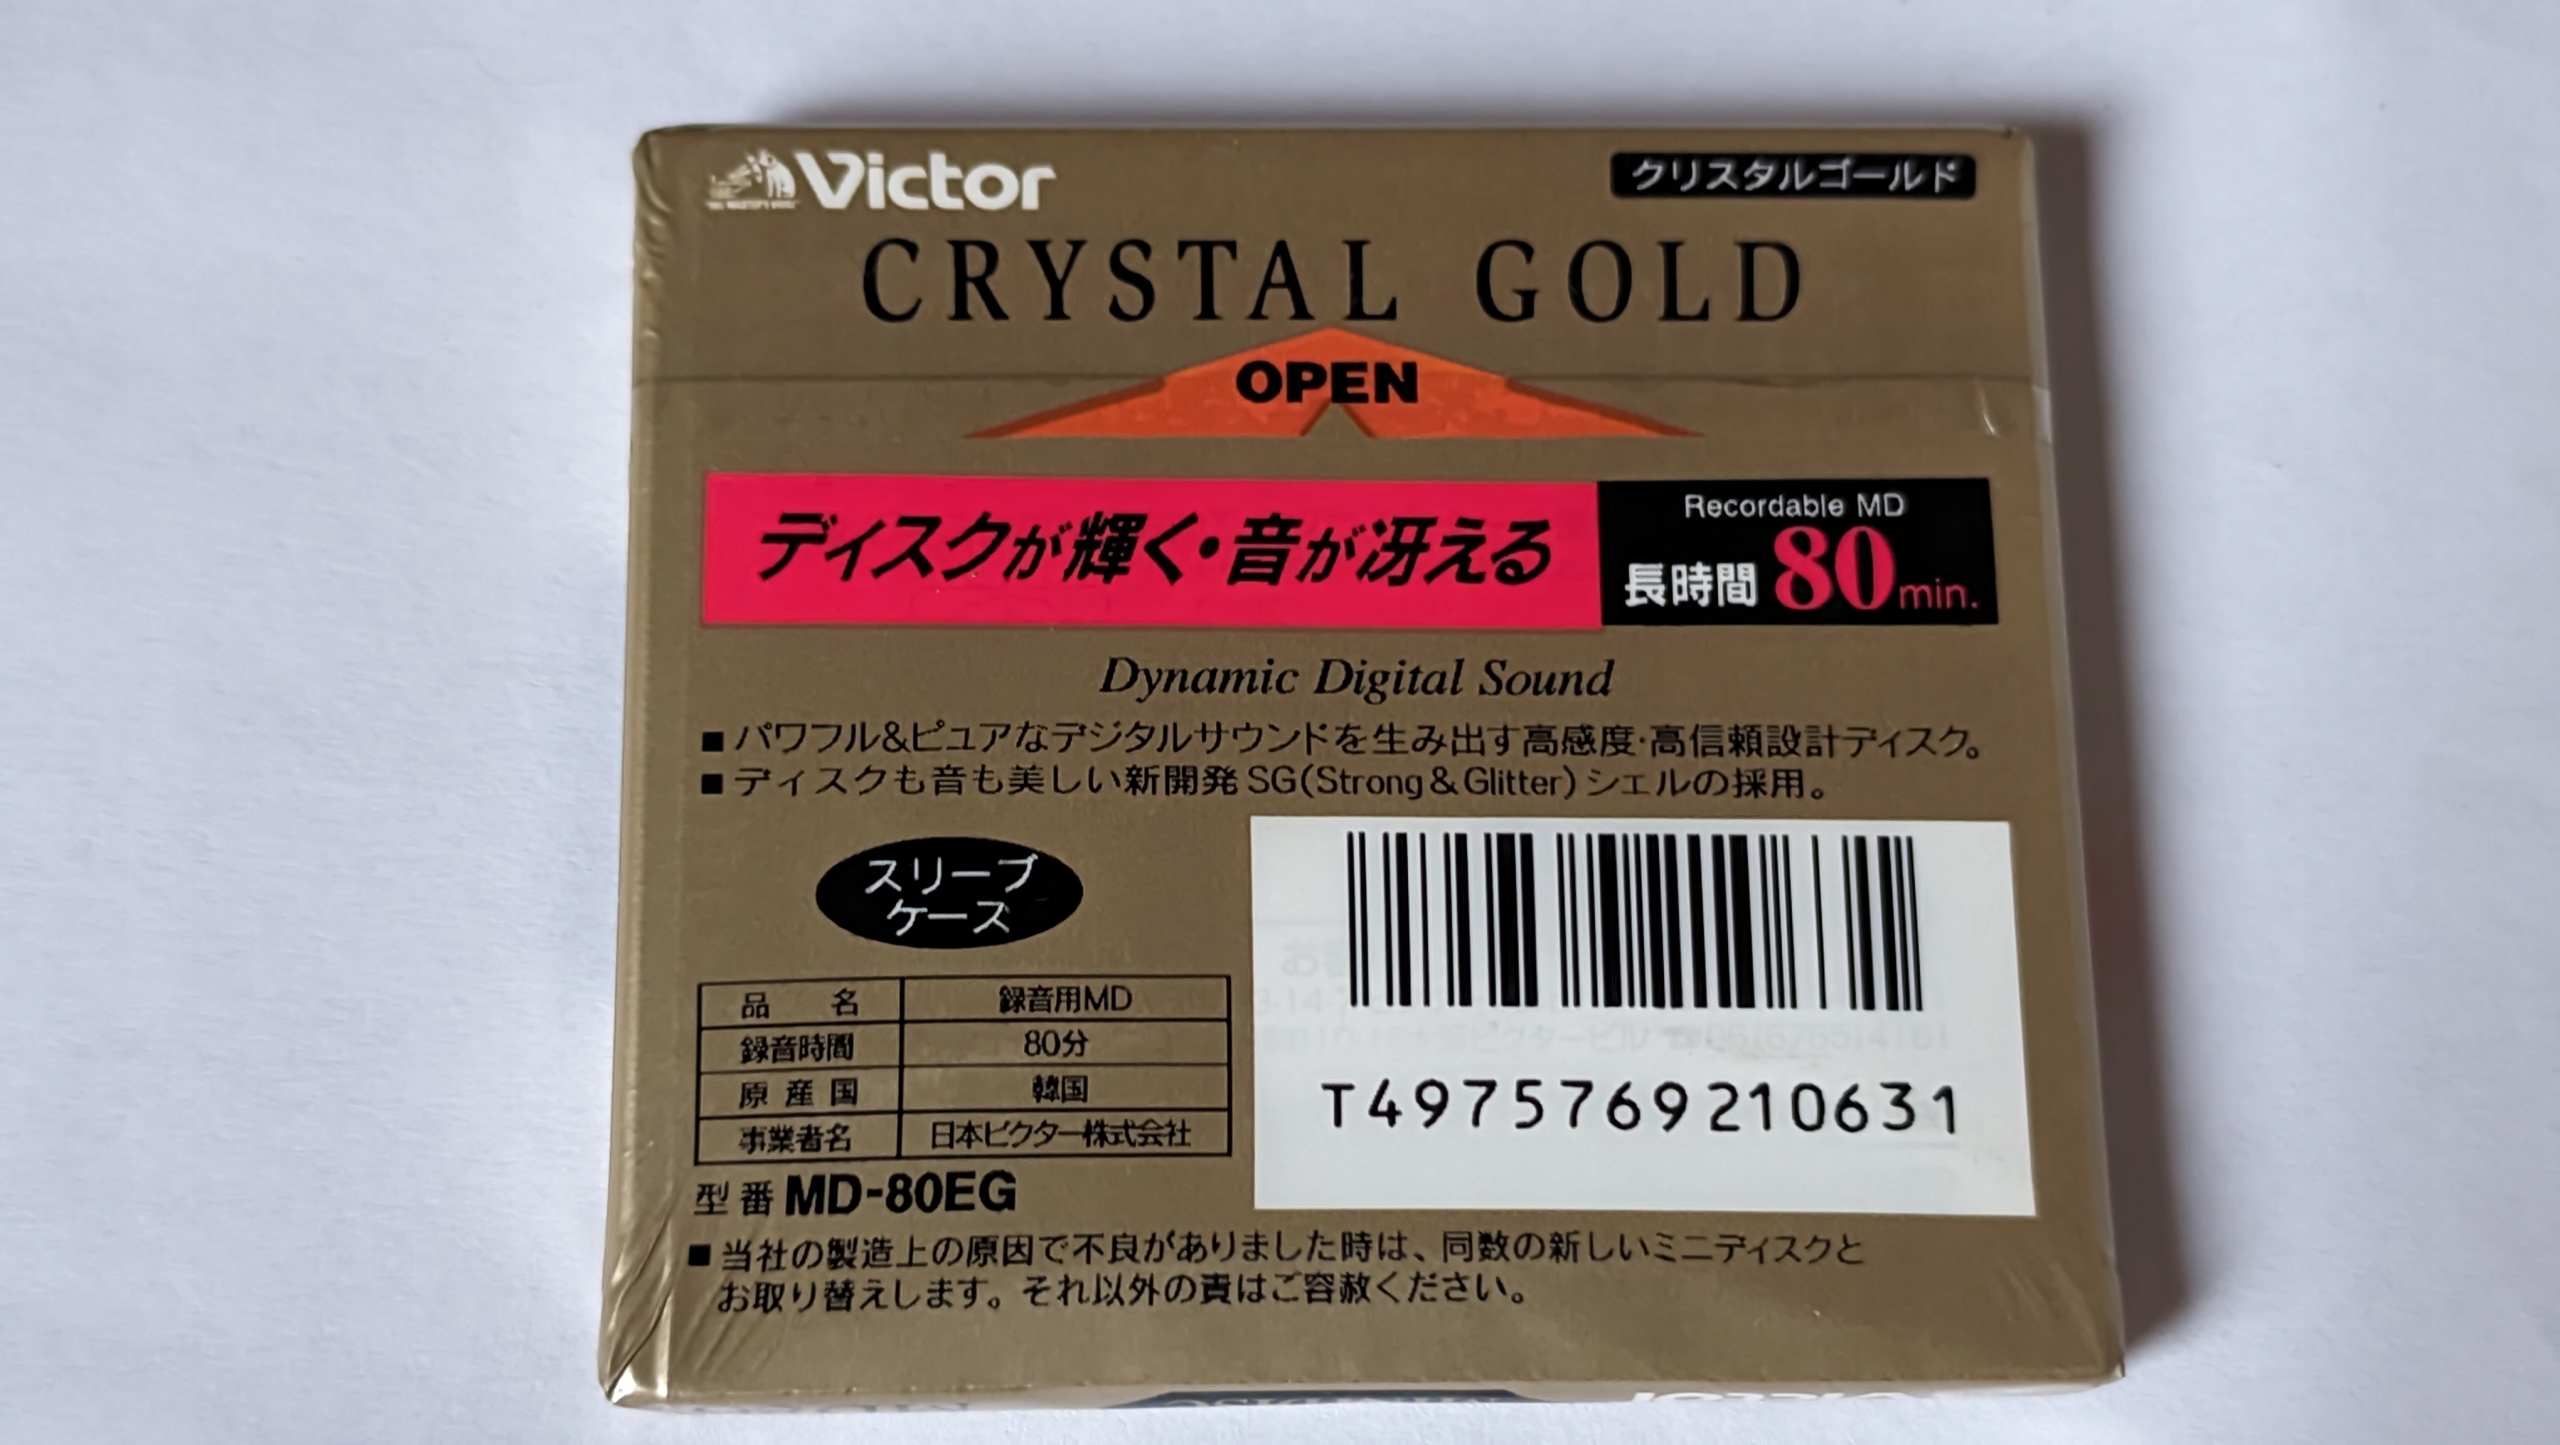 Victor
クリスタルゴールド
CRYSTAL GOLD
OPEN
ディスクが輝く・音が冴える
Recordable MD
長時間 80min.
Dynamic Digital Sound
■パワフル&ピュアなデジタルサウンドを生み出す高感度・高信頼設計ディスク。
■ディスクも音も美しい新開発SG(Strong&Glitter)シェルの採用。
スリーブ
ケース
品名 録音用MD
録音時間 80分
原産国 韓国
事業者名 日本ビクター株式会社
型番 MD-80EG
T4975769210631
■当社の製造上の原因で不良がありました時は、同数の新しいミニディスクと
お取り替えします。それ以外の責はご容赦ください。